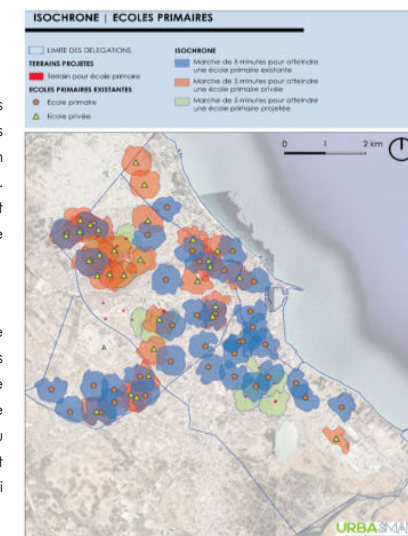 ISOCHRONE | ECOLES PRIMAIRES
LIMITE DES DELEGATIONS
TERRAINS PROJETES
Terrain pour école primaire
ECOLES PRIMAIRES EXISTANTES
Ecole primaire
Ecole privée
ISOCHRONE
Marche de 5 minutes pour atteindre
une école primaire existante
Marche de 5 minutes pour atteindre
une école primaire privée
Marche de 5 minutes pour atteindre
une école primaire projetée
0 1 2 km
s
s
n
.
t
e
e
s
e
e
u
t
i
A